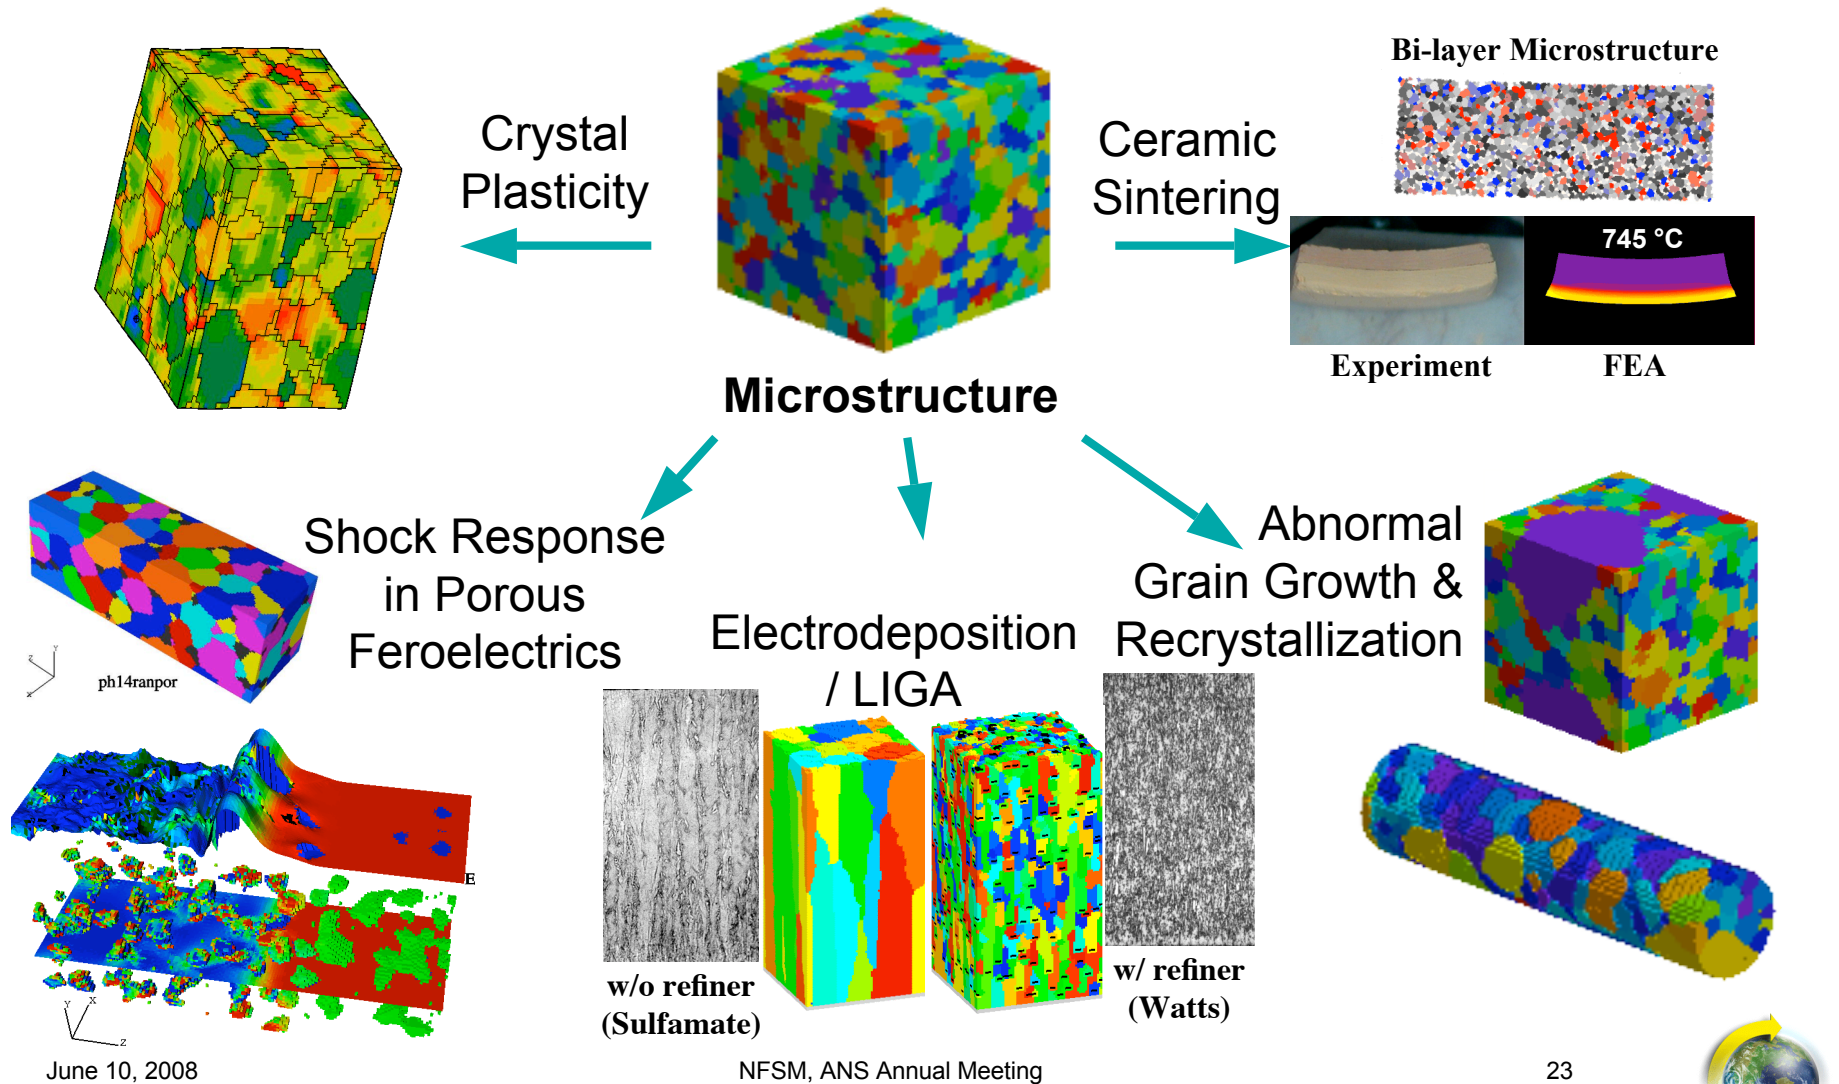 Crystal
Plasticity
Ceramic
Sintering
Bi-layer Microstructure
745 °C
Experiment
FEA
Microstructure
Shock Response
in Porous
Feroelectrics
Y
Z
X
ph14ranpor
E
Y
X
Z
Electrodeposition
/ LIGA
w/o refiner
(Sulfamate)
w/ refiner
(Watts)
Abnormal
Grain Growth &
Recrystallization
June 10, 2008
NFSM, ANS Annual Meeting
23